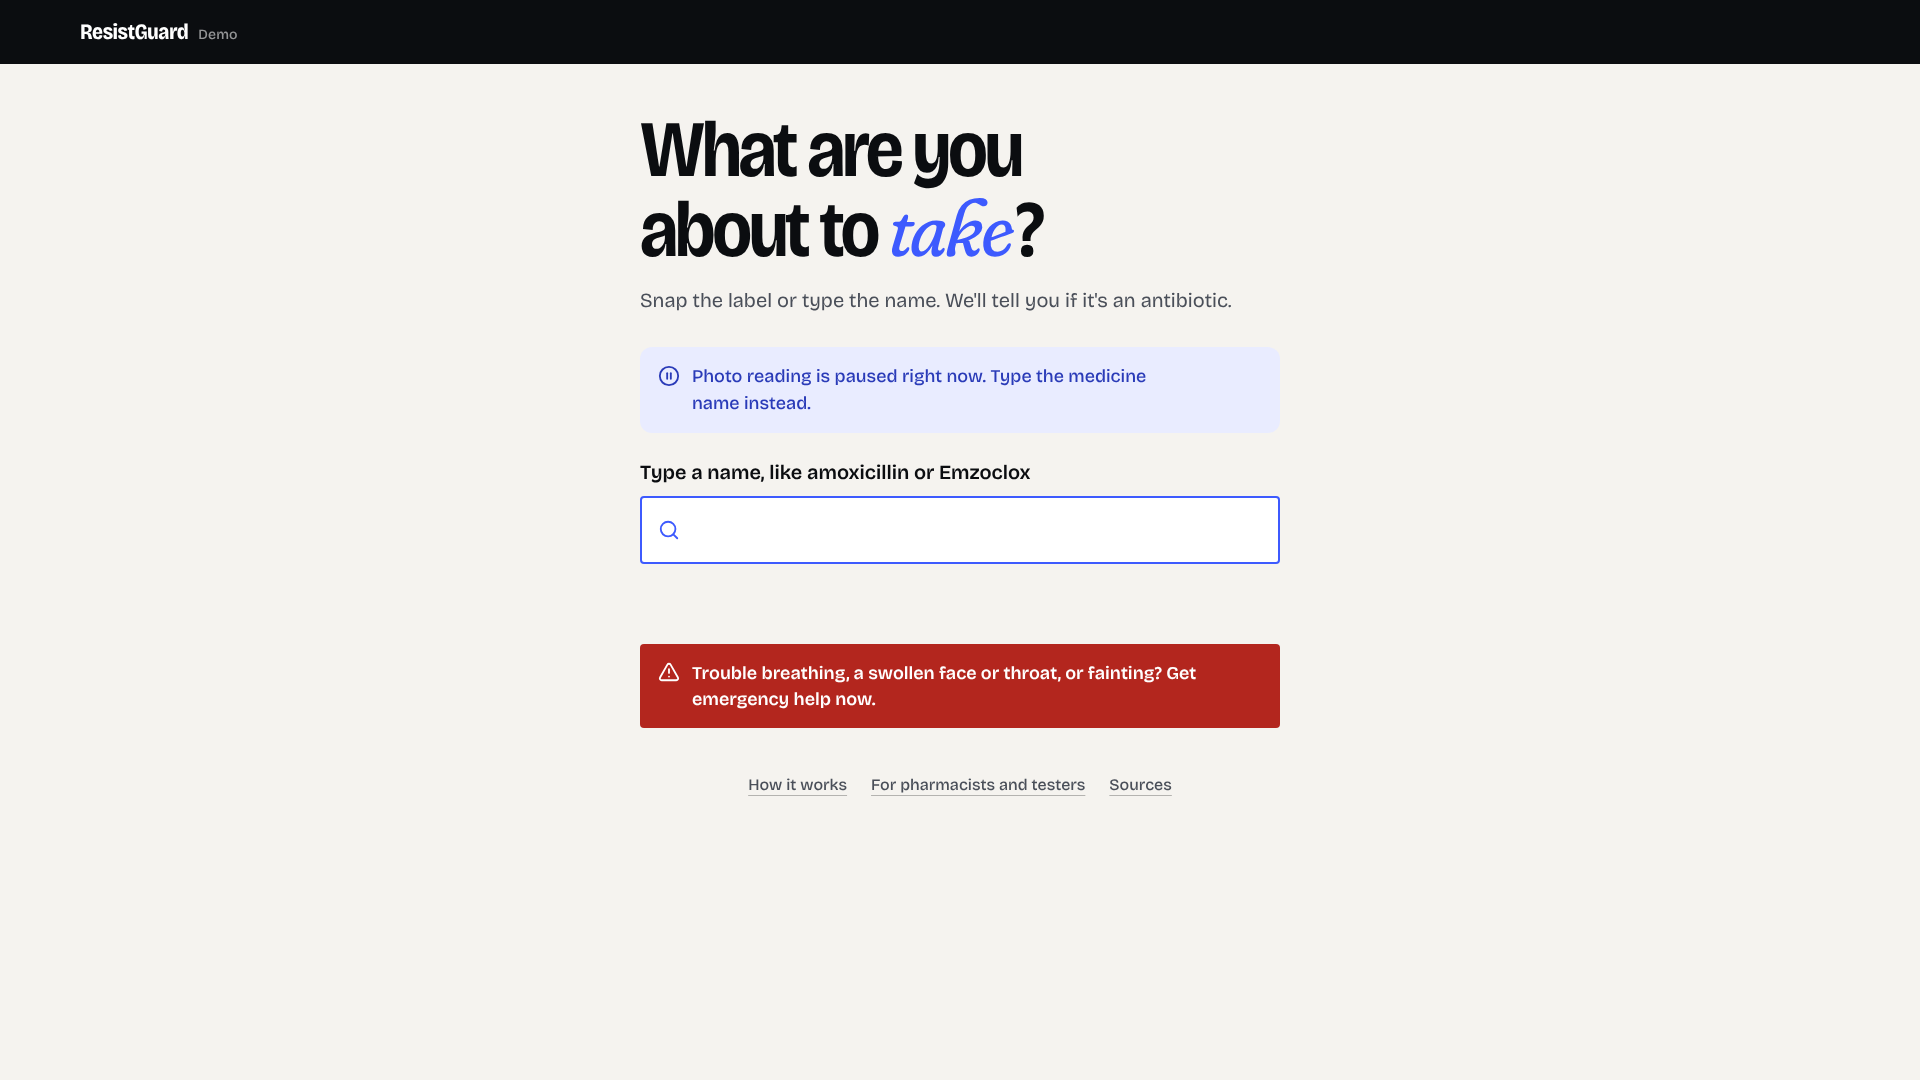 ResistGuard Demo
What are you
about to take?
Snap the label or type the name. We'll tell you if it's an antibiotic.
Photo reading is paused right now. Type the medicine
name instead.
Type a name, like amoxicillin or Emzoclox
Trouble breathing, a swollen face or throat, or fainting? Get
emergency help now.
How it works For pharmacists and testers Sources